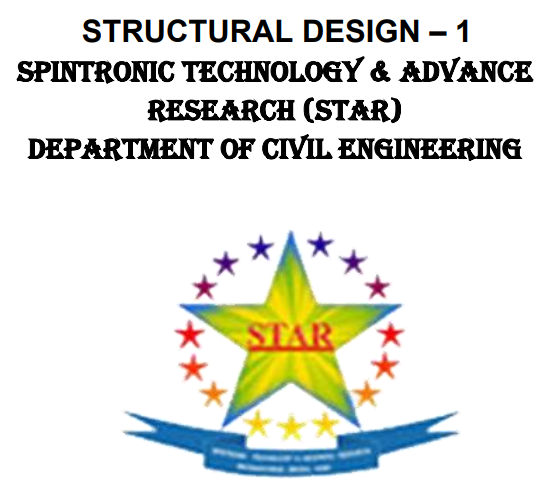 STRUCTURAL DESIGN – 1
SPINTRONIC TECHNOLOGY & ADVANCE
RESEARCH (STAR)
DEPARTMENT OF CIVIL ENGINEERING
STAR